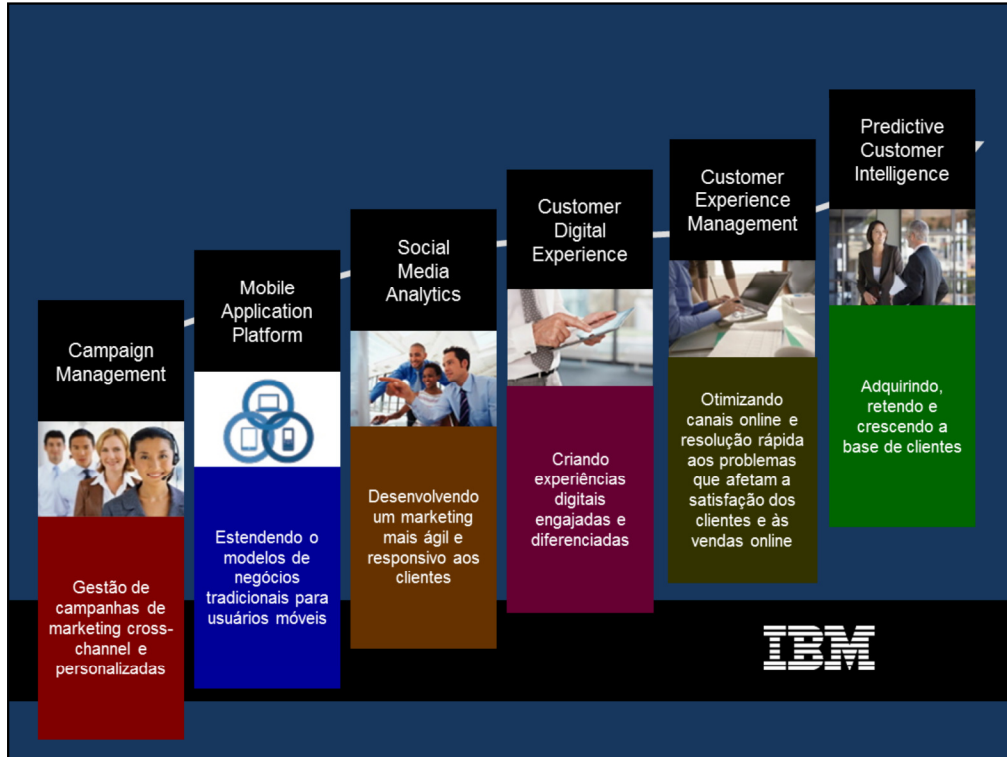 Campaign
Management
Gestão de
campanhas de
marketing cross-
channel e
personalizadas
Mobile
Application
Platform
Estendendo o
modelos de
negócios
tradicionais para
usuários móveis
Social
Media
Analytics
Desenvolvendo
um marketing
mais ágil e
responsivo aos
clientes
Customer
Digital
Experience
Criando
experiências
digitais
engajadas e
diferenciadas
Customer
Experience
Management
Otimizando
canais online e
resolução rápida
aos problemas
que afetam a
satisfação dos
clientes e às
vendas online
Predictive
Customer
Intelligence
Adquirindo,
retendo e
crescendo a
base de clientes
IBM